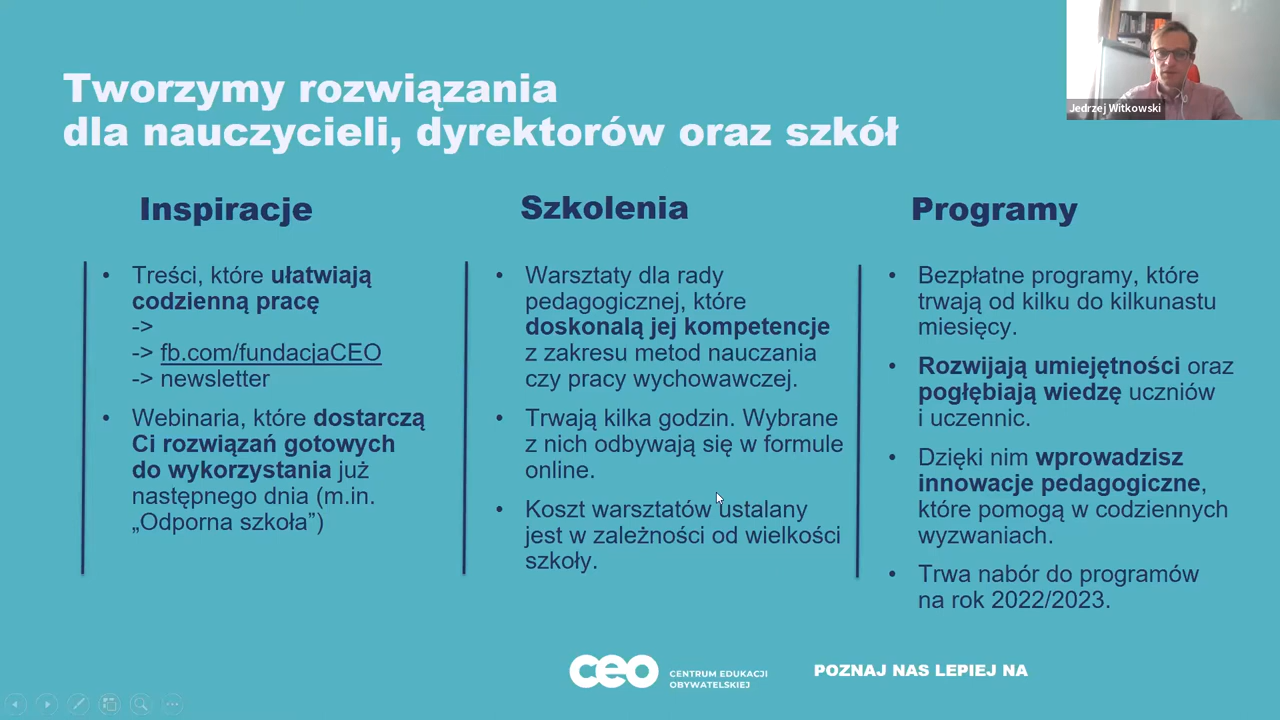 Jedrzej Witkowski
Tworzymy rozwiązania
dla nauczycieli, dyrektorów oraz szkół
Inspiracje
• Treści, które ułatwiają
codzienną pracę
->
-> fb.com/fundacjaCEO
-> newsletter
• Webinaria, które dostarczą
Ci rozwiązań gotowych
do wykorzystania już
następnego dnia (m.in.
„Odporna szkoła”)
Szkolenia
• Warsztaty dla rady
pedagogicznej, które
doskonalą jej kompetencje
z zakresu metod nauczania
czy pracy wychowawczej.
• Trwają kilka godzin. Wybrane
z nich odbywają się w formule
online.
• Koszt warsztatów ustalany
jest w zależności od wielkości
szkoły.
Programy
• Bezpłatne programy, które
trwają od kilku do kilkunastu
miesięcy.
• Rozwijają umiejętności oraz
pogłębiają wiedzę uczniów
i uczennic.
• Dzięki nim wprowadzisz
innowacje pedagogiczne,
które pomogą w codziennych
wyzwaniach.
• Trwa nabór do programów
na rok 2022/2023.
ceo
CENTRUM EDUKACJI
OBYWATELSKIEJ
POZNAJ NAS LEPIEJ NA